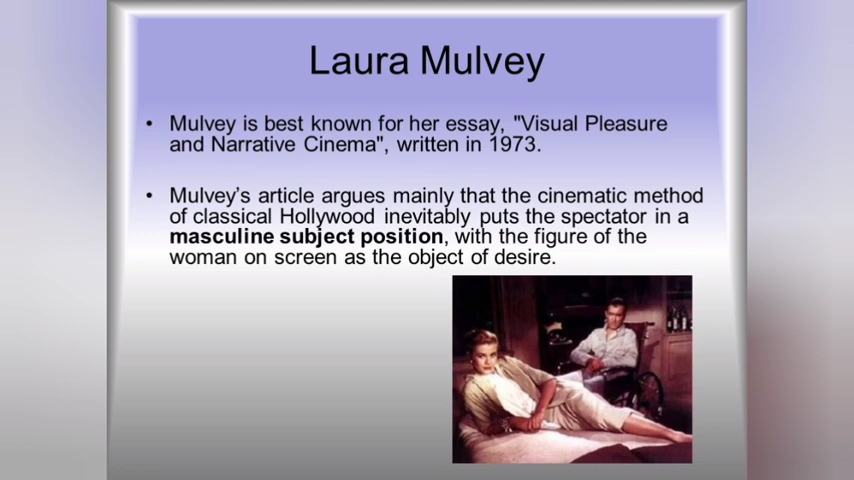 Laura Mulvey
• Mulvey is best known for her essay, "Visual Pleasure
and Narrative Cinema", written in 1973.
• Mulvey’s article argues mainly that the cinematic method
of classical Hollywood inevitably puts the spectator in a
masculine subject position, with the figure of the
woman on screen as the object of desire.